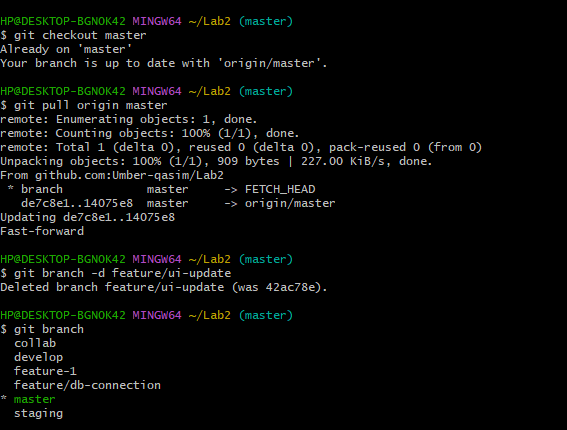 HP@DESKTOP-BGNOK42 MINGW64 ~/Lab2 (master)
$ git checkout master
Already on 'master'
Your branch is up to date with 'origin/master'.
HP@DESKTOP-BGNOK42 MINGW64 ~/Lab2 (master)
$ git pull origin master
remote: Enumerating objects: 1, done.
remote: Counting objects: 100% (1/1), done.
remote: Total 1 (delta 0), reused 0 (delta 0), pack-reused 0 (from 0)
Unpacking objects: 100% (1/1), 909 bytes | 227.00 KiB/s, done.
From github.com:Umber-qasim/Lab2
 * branch            master     -> FETCH_HEAD
   de7c8e1..14075e8  master     -> origin/master
Updating de7c8e1..14075e8
Fast-forward
HP@DESKTOP-BGNOK42 MINGW64 ~/Lab2 (master)
$ git branch -d feature/ui-update
Deleted branch feature/ui-update (was 42ac78e).
HP@DESKTOP-BGNOK42 MINGW64 ~/Lab2 (master)
$ git branch
  collab
  develop
  feature-1
  feature/db-connection
* master
  staging